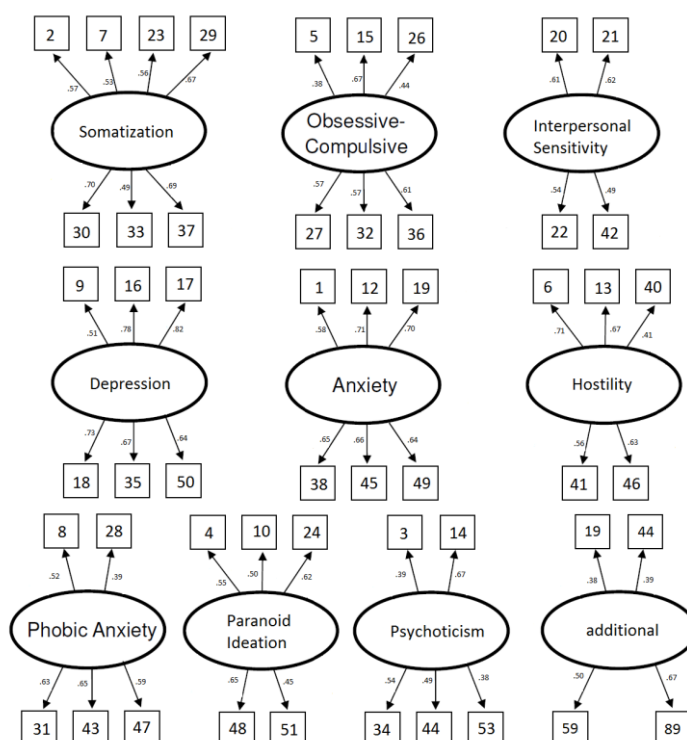 2 7 23 29 5 15 26 20 21
.57 .53 .56 .67 .38 .67 .44 .61 .62
Somatization
Obsessive-
Compulsive
Interpersonal
Sensitivity
.70 .49 .69 .57 .57 .61 .54 .49
30 33 37 27 32 36 22 42
9 16 17 1 12 19 6 13 40
.51 .78 .82 .58 .71 .70 .71 .67 .41
Depression
Anxiety
Hostility
.73 .67 .64 .65 .66 .64 .56 .63
18 35 50 38 45 49 41 46
8 28 4 10 24 3 14 19 44
.52 .39 .55 .50 .62 .39 .67 .38 .39
Phobic Anxiety
Paranoid
Ideation
Psychoticism
additional
.63 .65 .59 .65 .45 .54 .49 .38 .50 .67
31 43 47 48 51 34 44 53 59 89